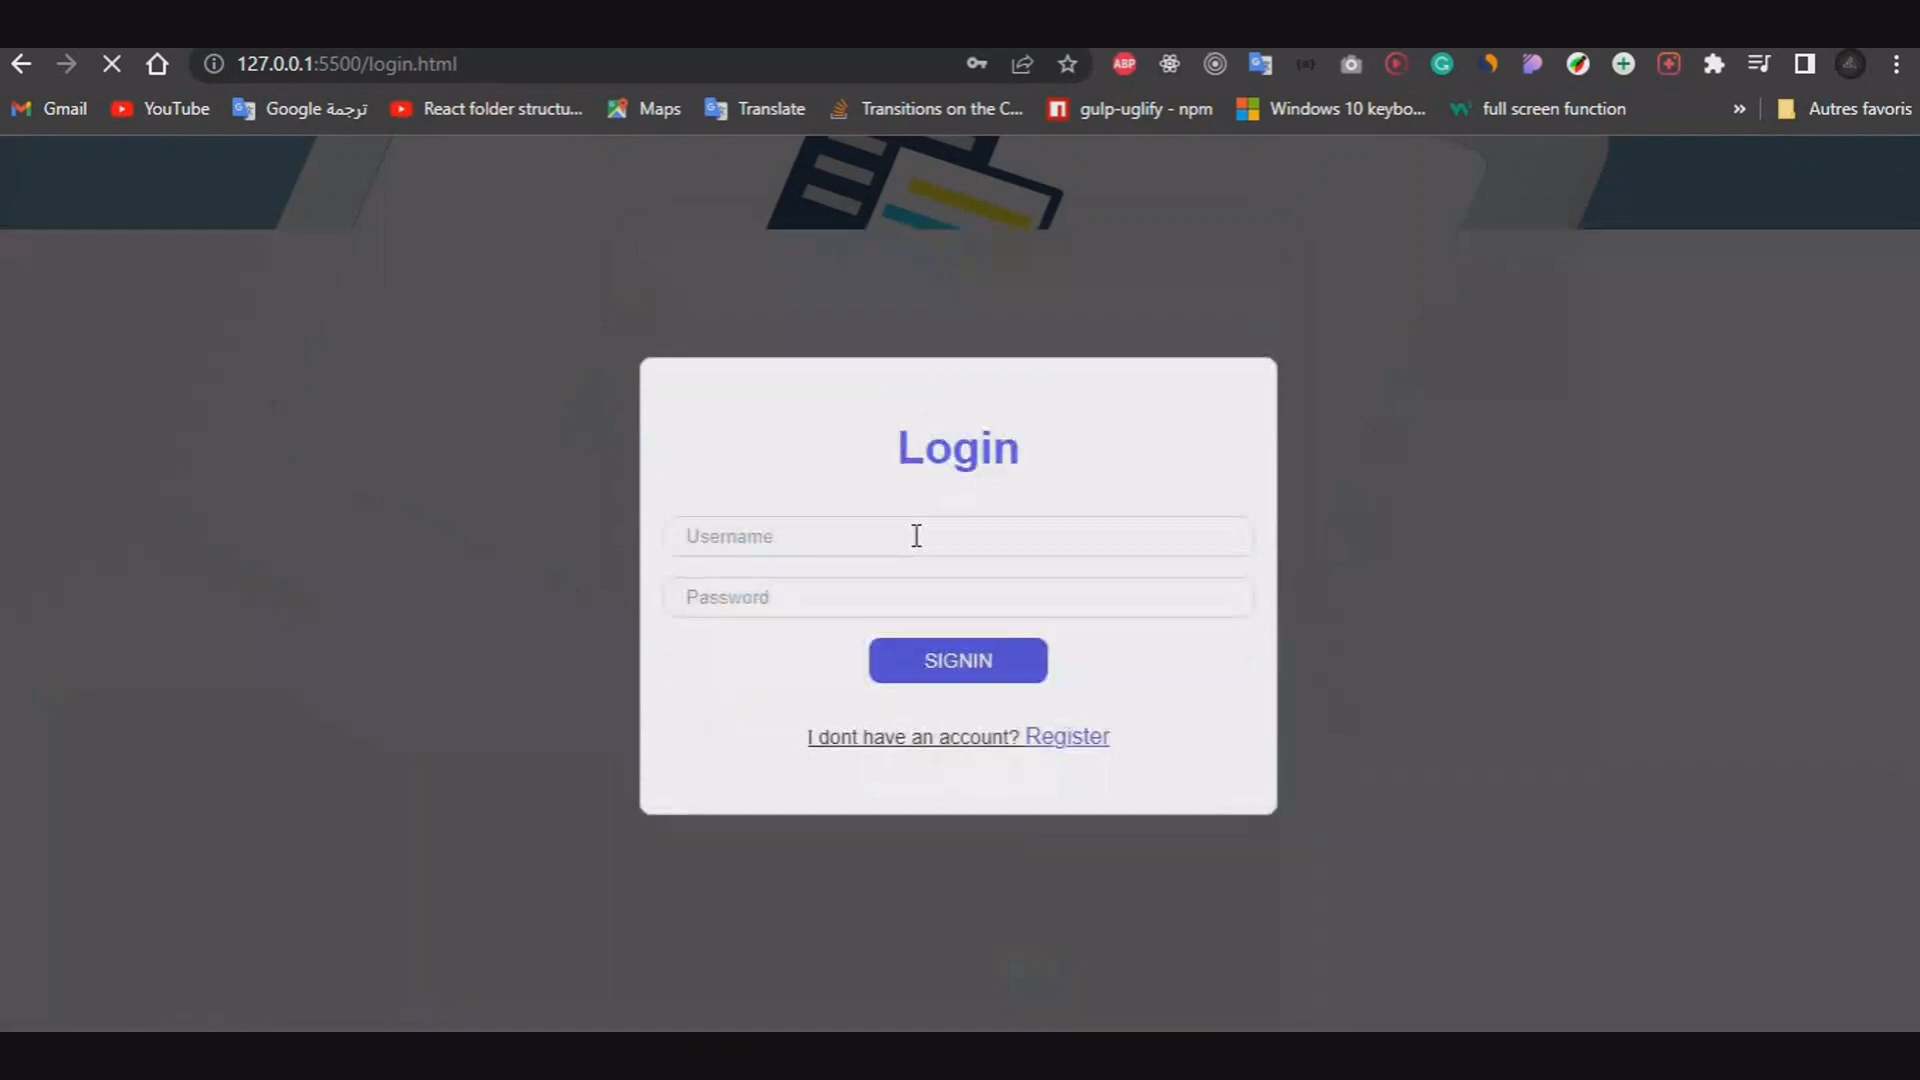 127.0.0.1:5500/login.html
ABP
Gmail
YouTube
Google ترجمة
React folder structu...
Maps
Translate
Transitions on the C...
gulp-uglify - npm
Windows 10 keybo...
full screen function
»
Autres favoris
Login
Username
Password
SIGNIN
I dont have an account? Register